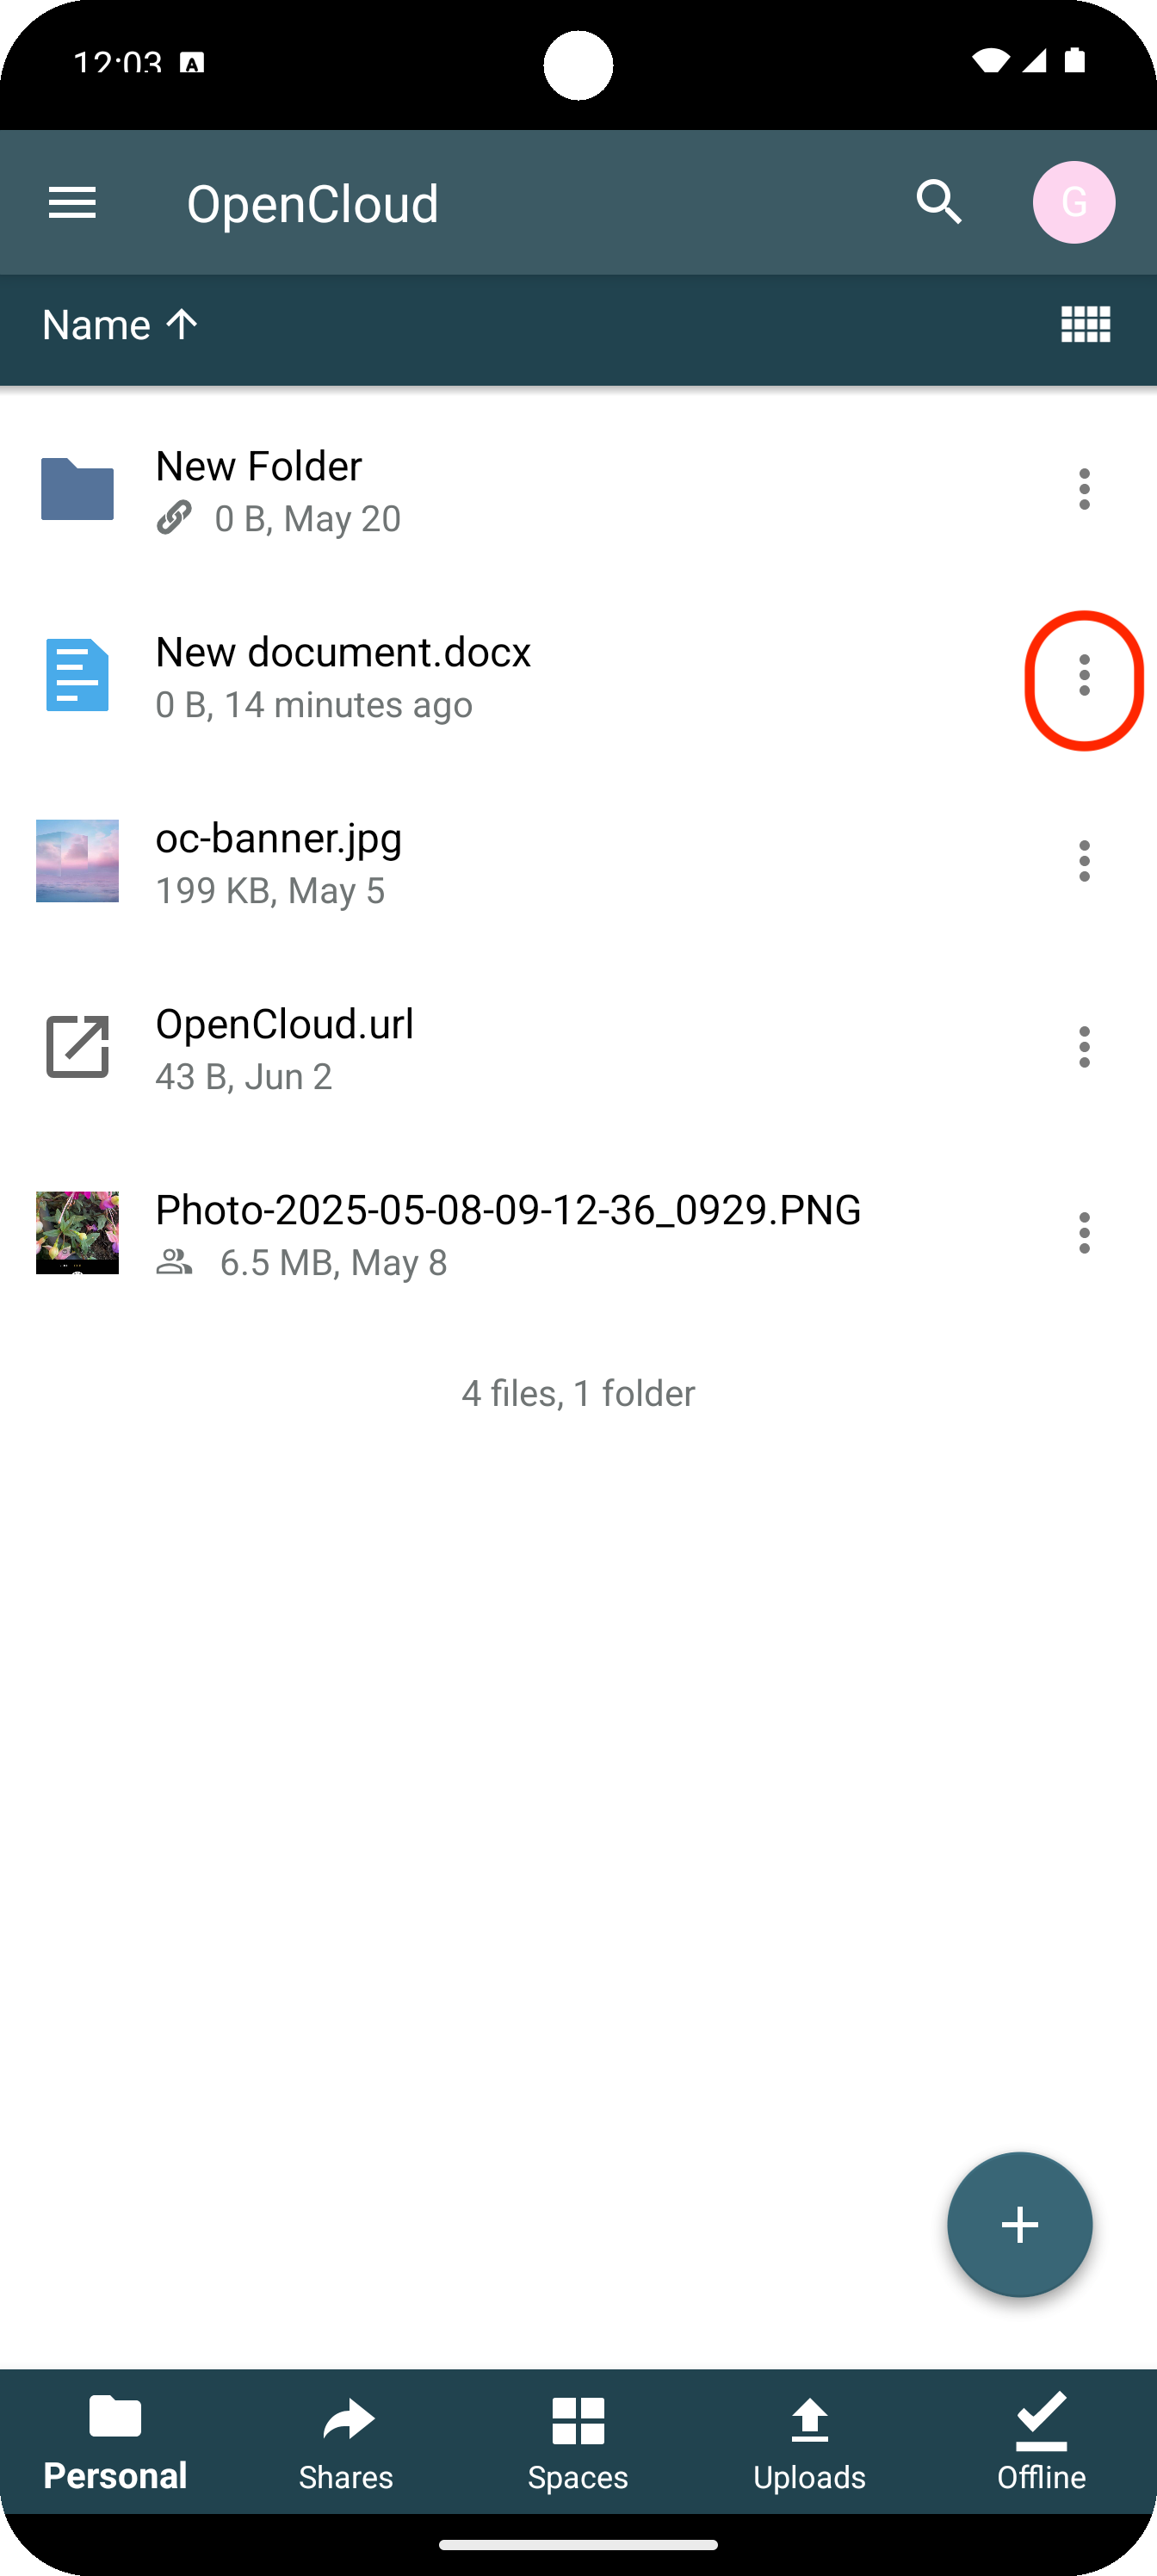 12:03 A
OpenCloud
G
Name
New Folder
0 B, May 20
New document.docx
0 B, 14 minutes ago
oc-banner.jpg
199 KB, May 5
OpenCloud.url
43 B, Jun 2
Photo-2025-05-08-09-12-36_0929.PNG
6.5 MB, May 8
4 files, 1 folder
Personal Shares Spaces Uploads Offline